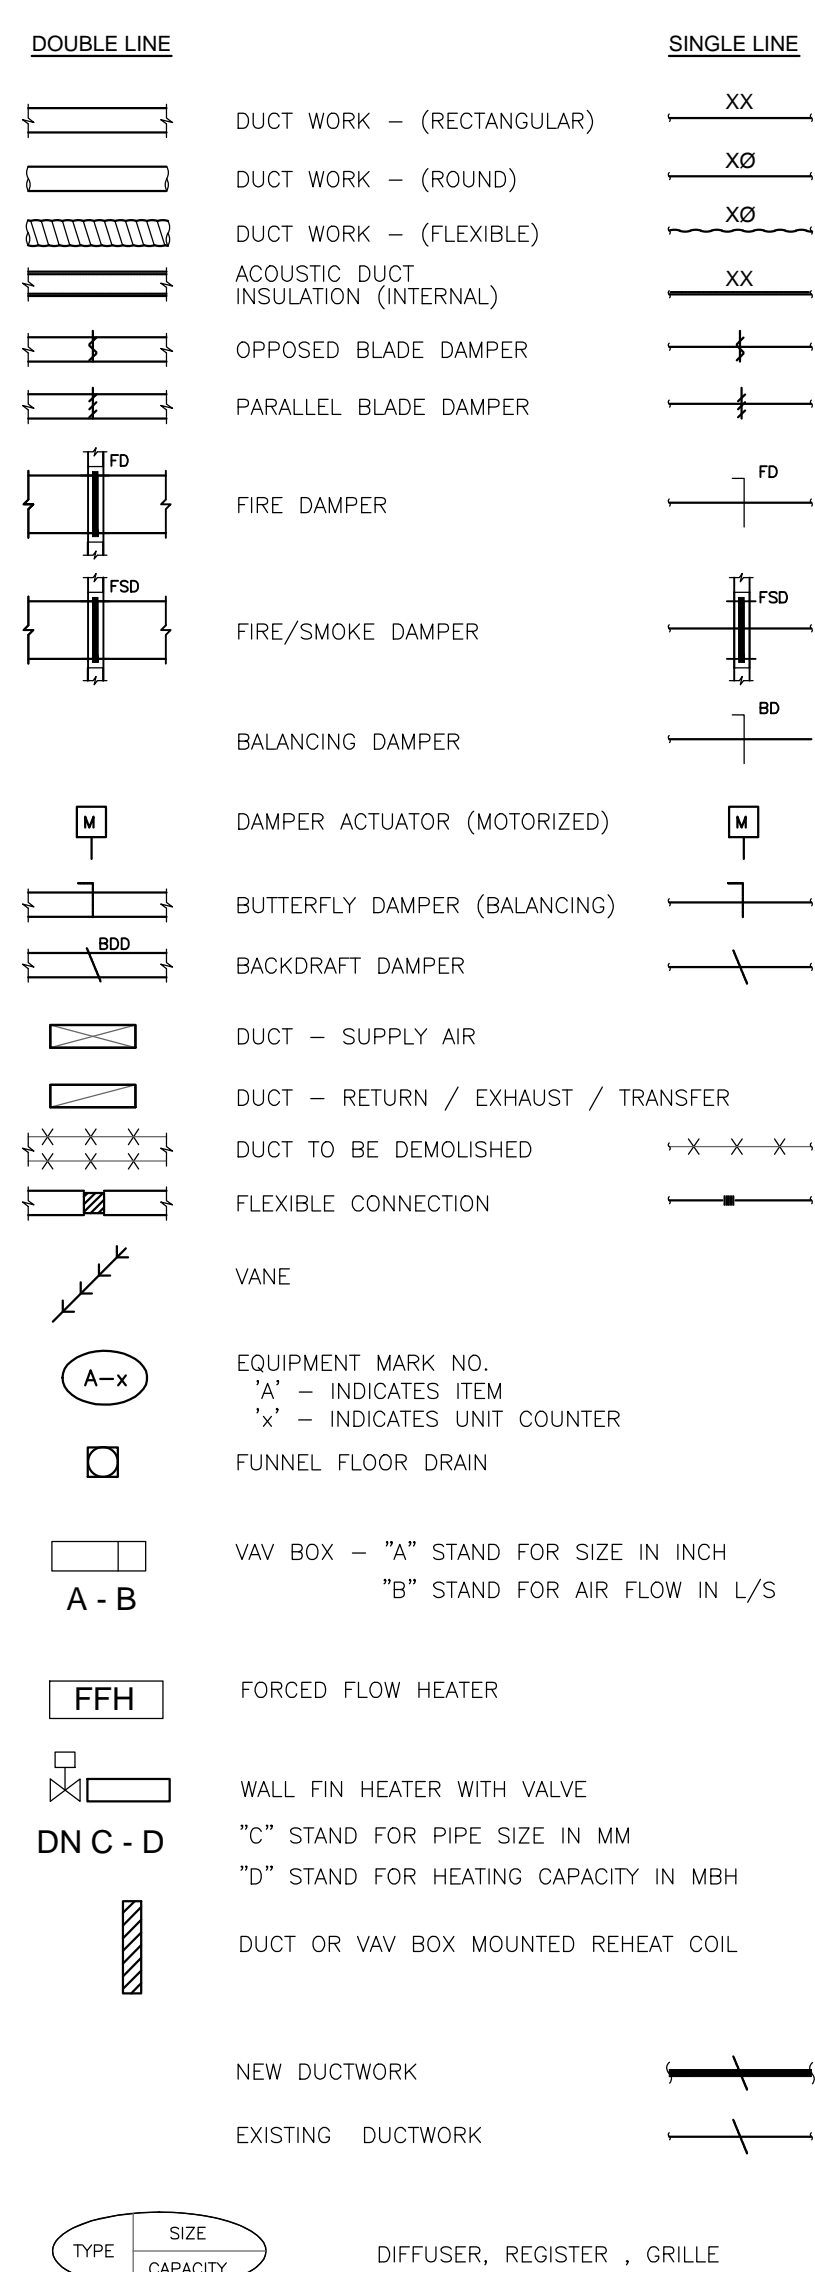 DOUBLE LINE
SINGLE LINE
DUCT WORK – (RECTANGULAR)
XX
DUCT WORK – (ROUND)
XØ
DUCT WORK – (FLEXIBLE)
XØ
ACOUSTIC DUCT
INSULATION (INTERNAL)
XX
OPPOSED BLADE DAMPER
PARALLEL BLADE DAMPER
FD
FIRE DAMPER
FD
FSD
FIRE/SMOKE DAMPER
FSD
BALANCING DAMPER
BD
M
DAMPER ACTUATOR (MOTORIZED)
M
BUTTERFLY DAMPER (BALANCING)
BDD
BACKDRAFT DAMPER
DUCT – SUPPLY AIR
DUCT – RETURN / EXHAUST / TRANSFER
DUCT TO BE DEMOLISHED
FLEXIBLE CONNECTION
VANE
A–x
EQUIPMENT MARK NO.
'A' – INDICATES ITEM
'x' – INDICATES UNIT COUNTER
FUNNEL FLOOR DRAIN
VAV BOX – "A" STAND FOR SIZE IN INCH
A - B
"B" STAND FOR AIR FLOW IN L/S
FFH
FORCED FLOW HEATER
WALL FIN HEATER WITH VALVE
DN C - D
"C" STAND FOR PIPE SIZE IN MM
"D" STAND FOR HEATING CAPACITY IN MBH
DUCT OR VAV BOX MOUNTED REHEAT COIL
NEW DUCTWORK
EXISTING DUCTWORK
TYPE
SIZE
CAPACITY
DIFFUSER, REGISTER , GRILLE